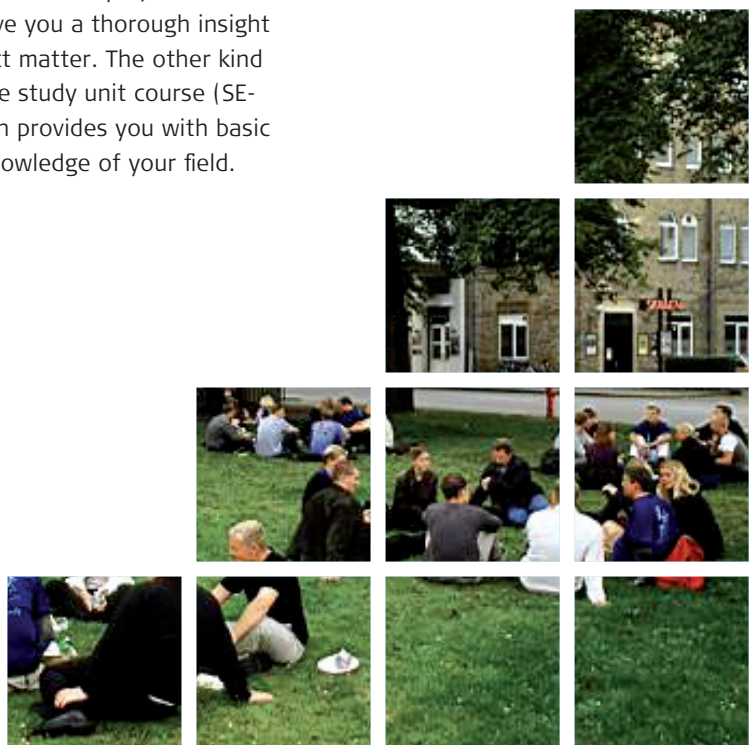 ve you a thorough insight
ct matter. The other kind
e study unit course (SE-
n provides you with basic
owledge of your field.